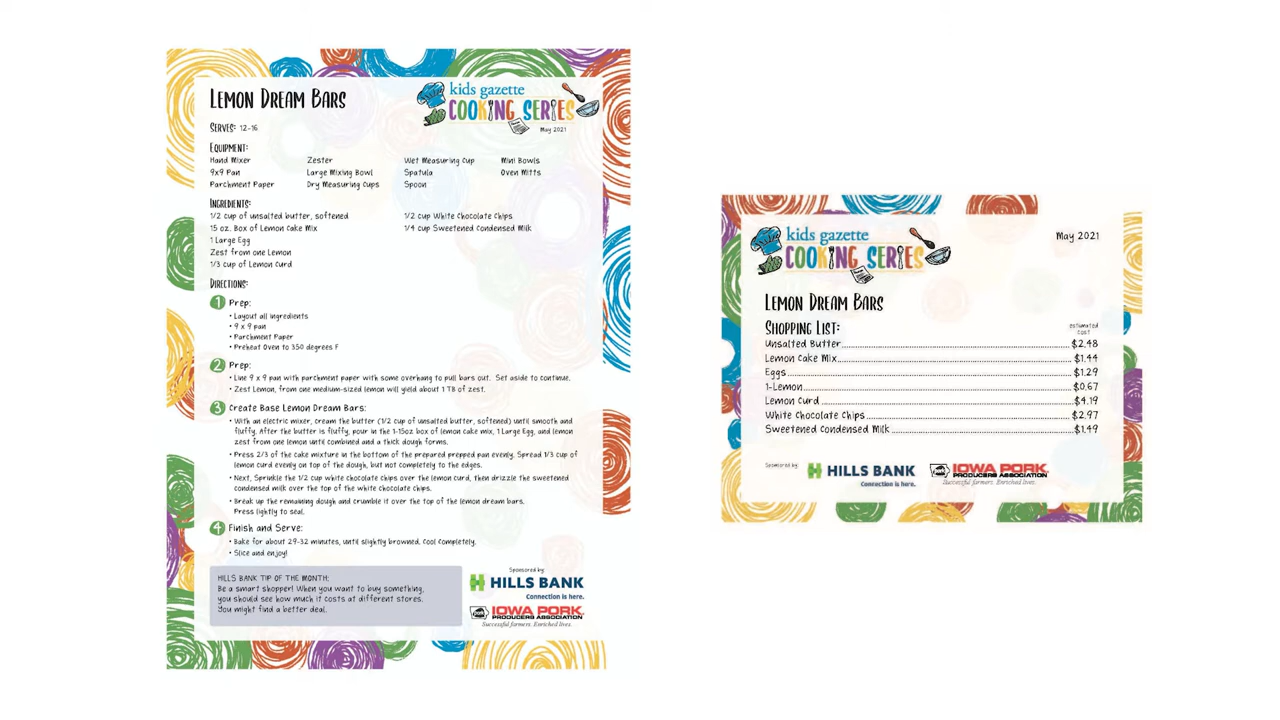 LEMON DREAM BARS
kids gazette
COOKING SERIES
May 2021
SERVES: 12-16
EQUIPMENT:
Hand Mixer
9x9 Pan
Parchment Paper
Zester
Large Mixing Bowl
Dry Measuring Cups
Wet Measuring Cup
Spatula
Spoon
Mini Bowls
Oven Mitts
INGREDIENTS:
1/2 cup of unsalted butter, softened
15 oz. Box of Lemon Cake Mix
1 Large Egg
Zest from one Lemon
1/3 cup of Lemon Curd
1/2 cup White Chocolate Chips
1/4 cup Sweetened Condensed Milk
DIRECTIONS:
1 Prep:
• Layout all ingredients
• 9 x 9 pan
• Parchment Paper
• Preheat Oven to 350 degrees F
2 Prep:
• Line 9 x 9 pan with parchment paper with some overhang to pull bars out. Set aside to continue.
• Zest Lemon, from one medium-sized lemon will yield about 1 TB of zest.
3 Create Base Lemon Dream Bars:
• With an electric mixer, cream the butter (1/2 cup of unsalted butter, softened) until smooth and
fluffy. After the butter is fluffy, pour in the 1-15oz box of lemon cake mix, 1 Large Egg, and lemon
zest from one lemon until combined and a thick dough forms.
• Press 2/3 of the cake mixture in the bottom of the prepared prepped pan evenly. Spread 1/3 cup of
lemon curd evenly on top of the dough, but not completely to the edges.
• Next, Sprinkle the 1/2 cup white chocolate chips over the lemon curd, then drizzle the sweetened
condensed milk over the top of the white chocolate chips.
• Break up the remaining dough and crumble it over the top of the lemon dream bars.
Press lightly to seal.
4 Finish and Serve:
• Bake for about 29-32 minutes, until slightly browned. Cool completely.
• Slice and enjoy!
HILLS BANK TIP OF THE MONTH:
Be a smart shopper! When you want to buy something,
you should see how much it costs at different stores.
You might find a better deal.
Sponsored by:
HILLS BANK
Connection is here.
IOWA PORK
PRODUCERS ASSOCIATION
Successful farmers. Enriched lives.
kids gazette
COOKING SERIES
May 2021
LEMON DREAM BARS
SHOPPING LIST:
estimated
cost
Unsalted Butter $2.48
Lemon Cake Mix $1.44
Eggs $1.29
1-Lemon $0.67
Lemon Curd $4.19
White Chocolate Chips $2.97
Sweetened Condensed Milk $1.49
Sponsored by:
HILLS BANK
Connection is here.
IOWA PORK
PRODUCERS ASSOCIATION
Successful farmers. Enriched lives.